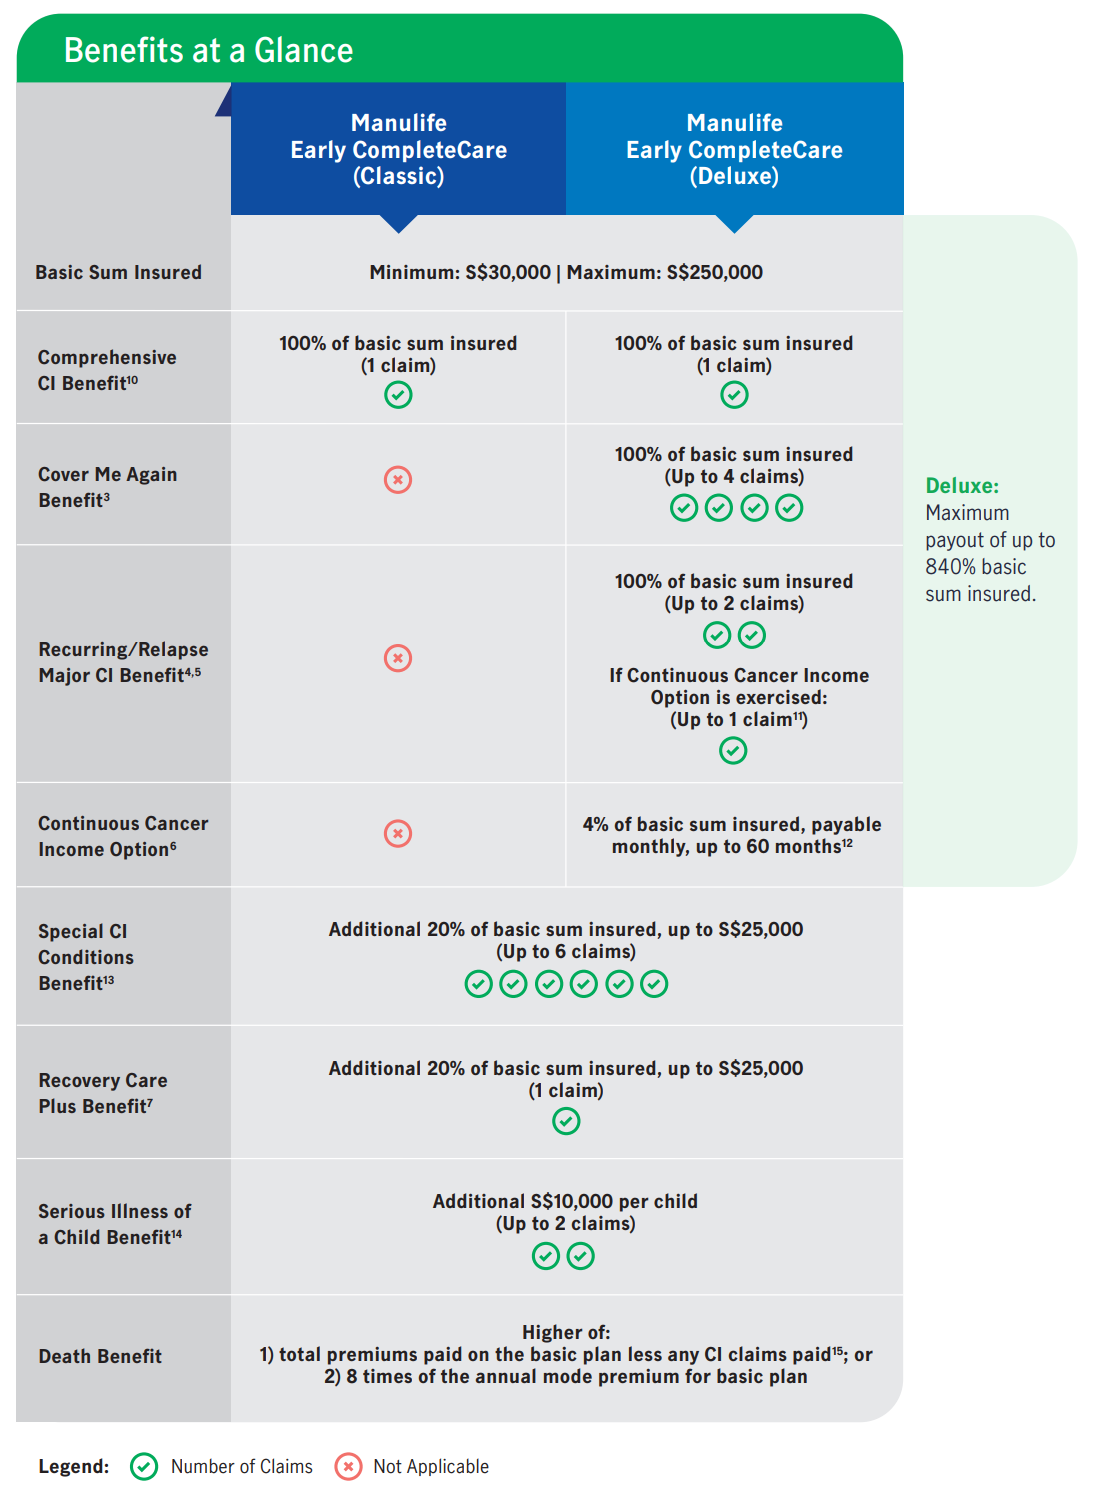 Benefits at a Glance
Manulife
Early CompleteCare
(Classic)
Manulife
Early CompleteCare
(Deluxe)
Basic Sum Insured
Minimum: S$30,000 | Maximum: S$250,000
Comprehensive
CI Benefit¹⁰
100% of basic sum insured
(1 claim)
100% of basic sum insured
(1 claim)
Cover Me Again
Benefit³
100% of basic sum insured
(Up to 4 claims)
Recurring/Relapse
Major CI Benefit⁴,⁵
100% of basic sum insured
(Up to 2 claims)
If Continuous Cancer Income
Option is exercised:
(Up to 1 claim¹¹)
Continuous Cancer
Income Option⁶
4% of basic sum insured, payable
monthly, up to 60 months¹²
Deluxe:
Maximum
payout of up to
840% basic
sum insured.
Special CI
Conditions
Benefit¹³
Additional 20% of basic sum insured, up to S$25,000
(Up to 6 claims)
Recovery Care
Plus Benefit⁷
Additional 20% of basic sum insured, up to S$25,000
(1 claim)
Serious Illness of
a Child Benefit¹⁴
Additional S$10,000 per child
(Up to 2 claims)
Death Benefit
Higher of:
1) total premiums paid on the basic plan less any CI claims paid¹⁵; or
2) 8 times of the annual mode premium for basic plan
Legend: Number of Claims Not Applicable